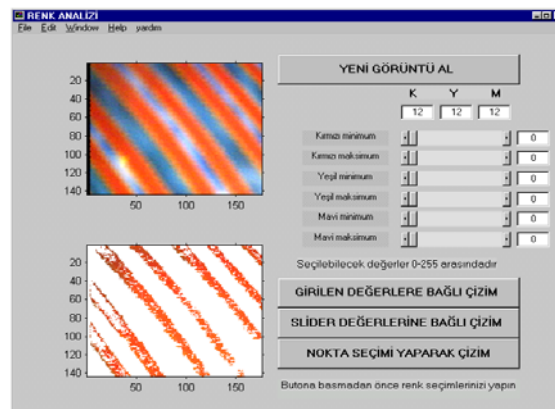 RENK ANALİZİ
File Edit Window Help yardım
YENİ GÖRÜNTÜ AL
K Y M
12 12 12
Kırmızı minimum 0
Kırmızı maksimum 0
Yeşil minimum 0
Yeşil maksimum 0
Mavi minimum 0
Mavi maksimum 0
Seçilebilecek değerler 0-255 arasındadır
GİRİLEN DEĞERLERE BAĞLI ÇİZİM
SLİDER DEĞERLERİNE BAĞLI ÇİZİM
NOKTA SEÇİMİ YAPARAK ÇİZİM
Butona basmadan önce renk seçimlerinizi yapın
20
40
60
80
100
120
140
50 100 150
20
40
60
80
100
120
140
50 100 150